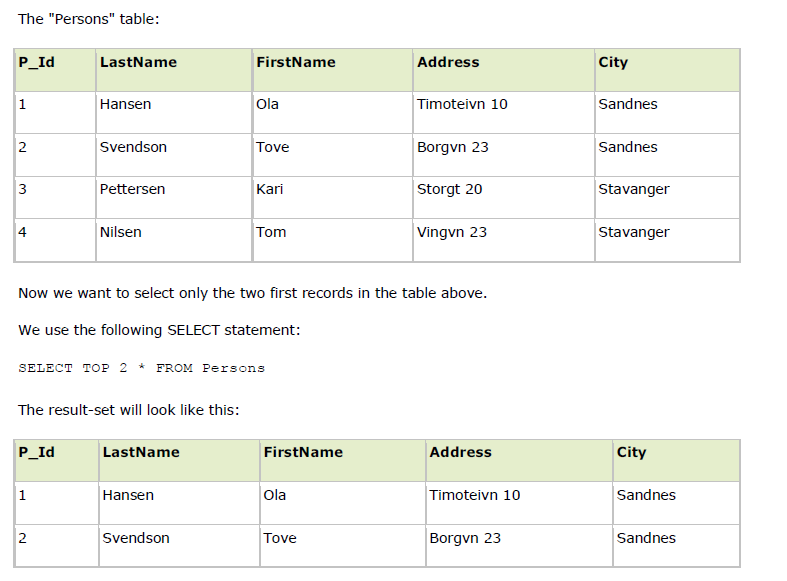 The "Persons" table:
P_Id LastName FirstName Address City
1 Hansen Ola Timoteivn 10 Sandnes
2 Svendson Tove Borgvn 23 Sandnes
3 Pettersen Kari Storgt 20 Stavanger
4 Nilsen Tom Vingvn 23 Stavanger
Now we want to select only the two first records in the table above.
We use the following SELECT statement:
SELECT TOP 2 * FROM Persons
The result-set will look like this:
P_Id LastName FirstName Address City
1 Hansen Ola Timoteivn 10 Sandnes
2 Svendson Tove Borgvn 23 Sandnes